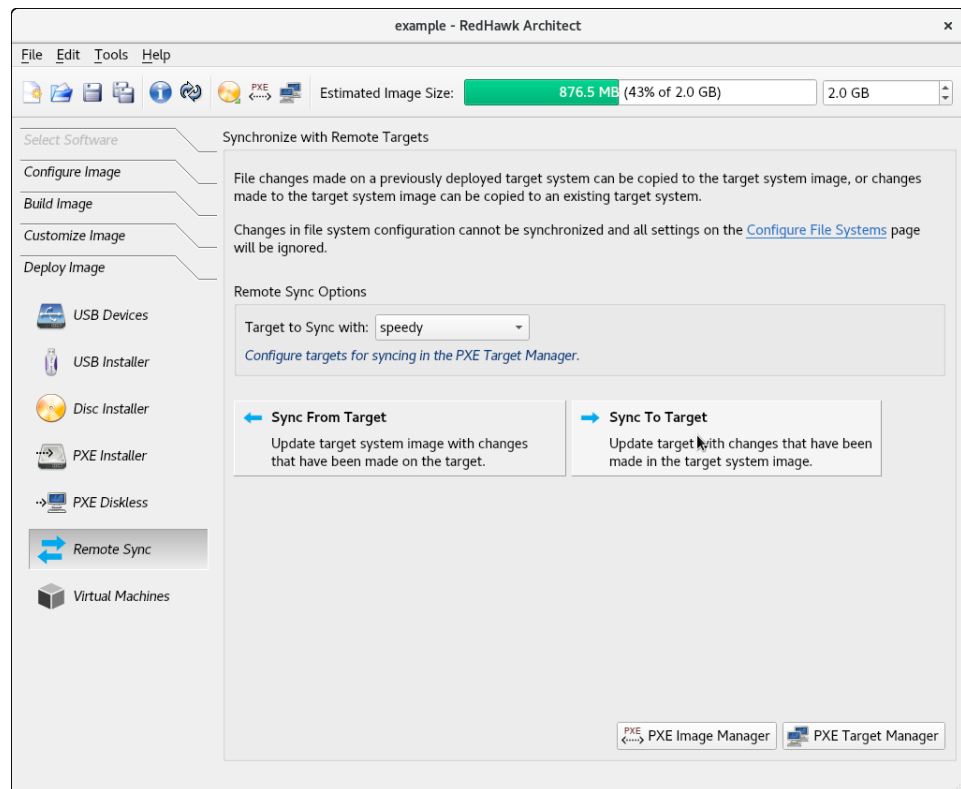 example - RedHawk Architect ×
File Edit Tools Help
PXE Estimated Image Size: 876.5 MB (43% of 2.0 GB) 2.0 GB
Select Software
Configure Image
Build Image
Customize Image
Deploy Image
USB Devices
USB Installer
Disc Installer
PXE Installer
PXE Diskless
Remote Sync
Virtual Machines
Synchronize with Remote Targets
File changes made on a previously deployed target system can be copied to the target system image, or changes
made to the target system image can be copied to an existing target system.
Changes in file system configuration cannot be synchronized and all settings on the Configure File Systems page
will be ignored.
Remote Sync Options
Target to Sync with: speedy
Configure targets for syncing in the PXE Target Manager.
Sync From Target
Update target system image with changes
that have been made on the target.
Sync To Target
Update target with changes that have been
made in the target system image.
PXE PXE Image Manager PXE Target Manager